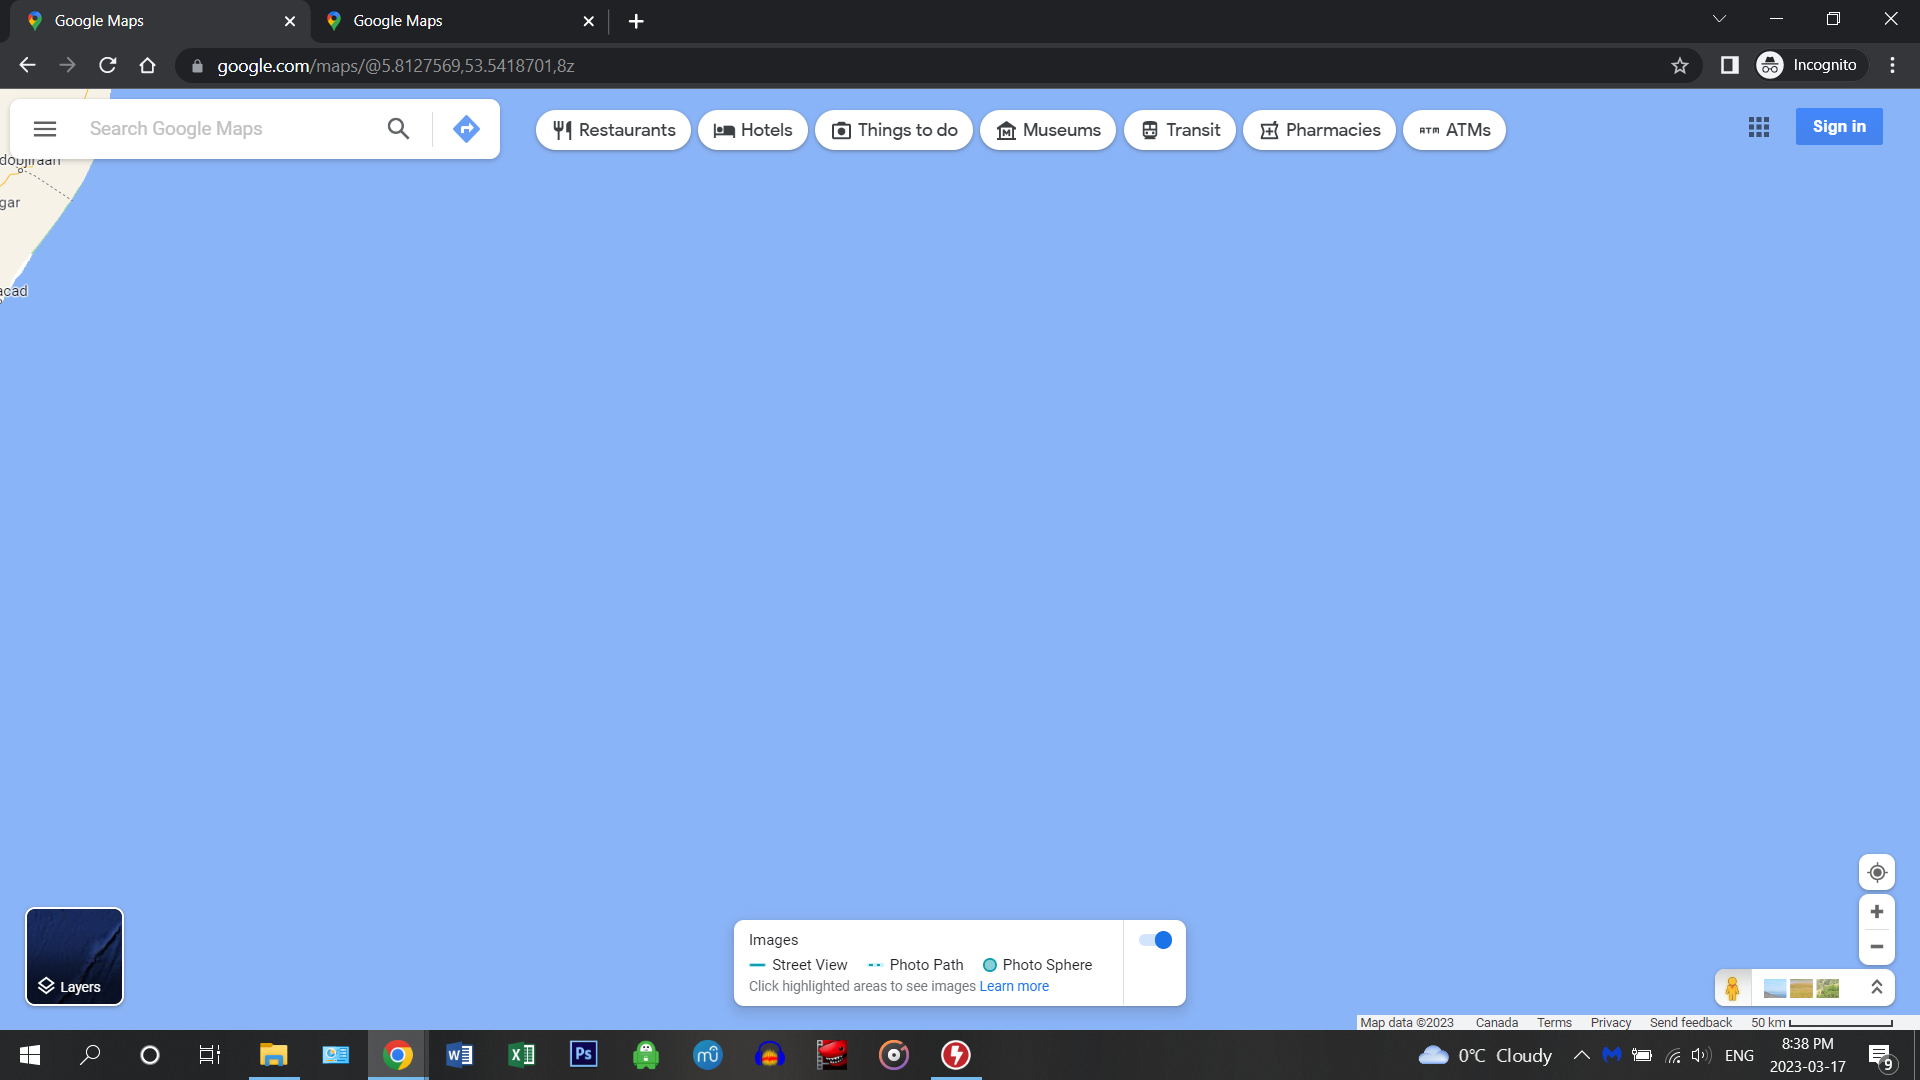 Google Maps
Google Maps
google.com/maps/@5.8127569,53.5418701,8z
Incognito
Search Google Maps
Restaurants
Hotels
Things to do
Museums
Transit
Pharmacies
ATM ATMs
Sign in
gar
acad
Images
Street View
Photo Path
Photo Sphere
Click highlighted areas to see images Learn more
Layers
Map data ©2023 Canada Terms Privacy Send feedback 50 km
W
X
Ps
mu
0°C Cloudy
ENG
8:38 PM
2023-03-17
9